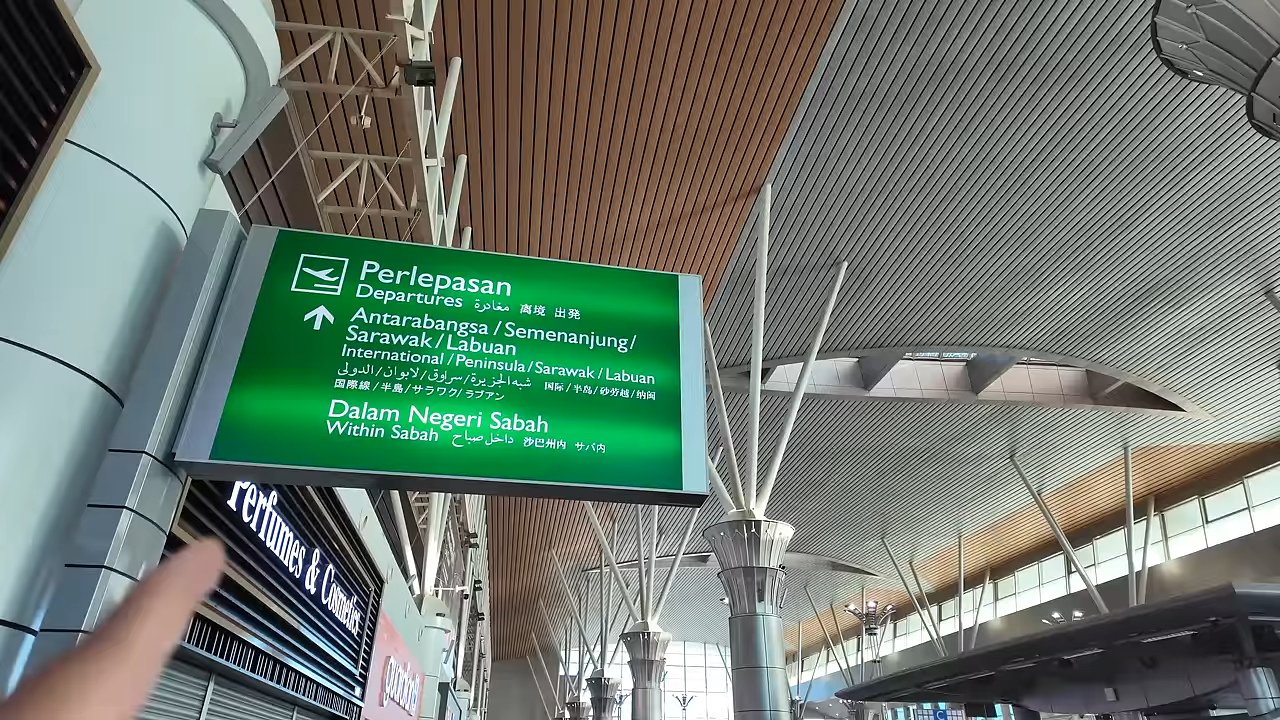 Perlepasan
Departures مغادرة 离境 出発
Antarabangsa / Semenanjung /
Sarawak / Labuan
International / Peninsula / Sarawak / Labuan
شبه الجزيرة / سراوق / لابوان / الدولى 国际 / 半岛 / 砂劳越 / 纳闽
国際線 / 半島 / サラワク / ラブアン
Dalam Negeri Sabah
Within Sabah داخل صباح 沙巴州内 サバ内
Perfumes & Cosmetics
C